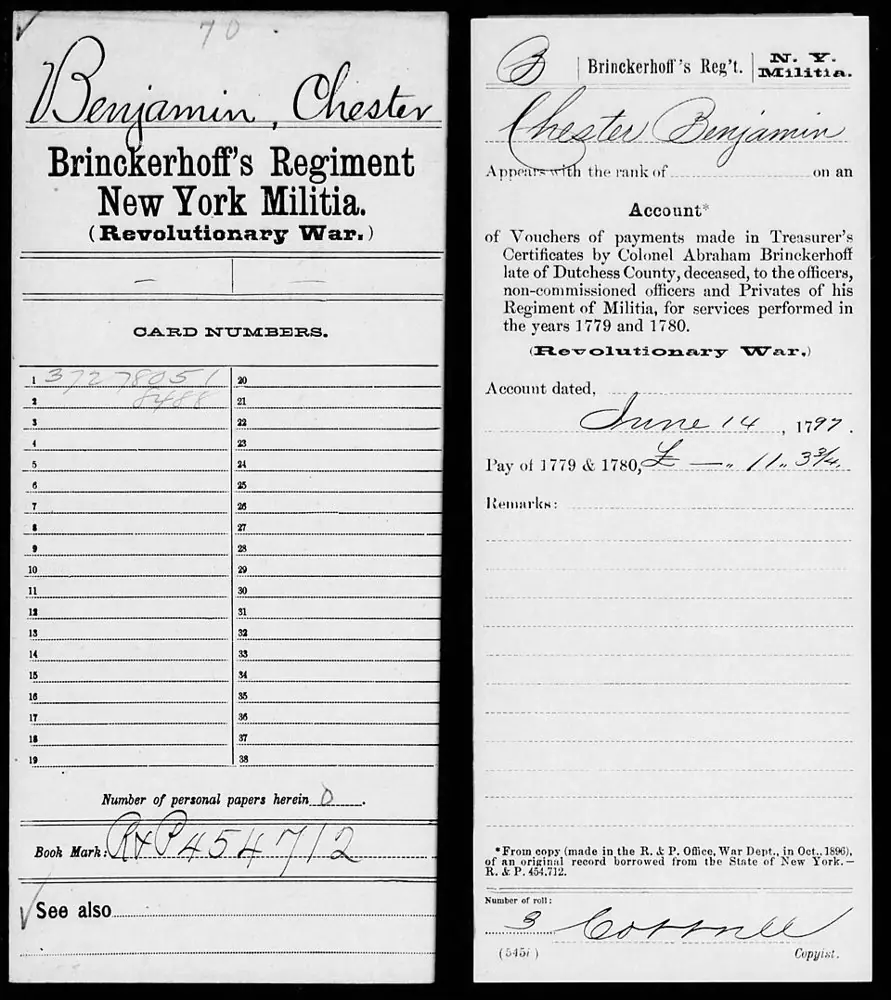 70
Benjamin, Chester
Brinckerhoff's Regiment
New York Militia.
(Revolutionary War.)
CARD NUMBERS.
1 37278051 20
2 8488 21
3 22
4 23
5 24
6 25
7 26
8 27
9 28
10 29
11 30
12 31
13 32
14 33
15 34
16 35
17 36
18 37
19 38
Number of personal papers herein 0.
Book Mark: R & P 454712
See also
B | Brinckerhoff's Reg't. | N. Y. Militia.
Chester Benjamin
Appears with the rank of on an
Account*
of Vouchers of payments made in Treasurer's
Certificates by Colonel Abraham Brinckerhoff
late of Dutchess County, deceased, to the officers,
non-commissioned officers and Privates of his
Regiment of Militia, for services performed in
the years 1779 and 1780.
(Revolutionary War.)
Account dated,
June 14, 1797.
Pay of 1779 & 1780, £ — " 11 " 3 3/4.
Remarks:
*From copy (made in the R. & P. Office, War Dept., in Oct., 1896),
of an original record borrowed from the State of New York.—
R. & P. 454,712.
Number of roll:
3 Cottrell
(545i) Copyist.